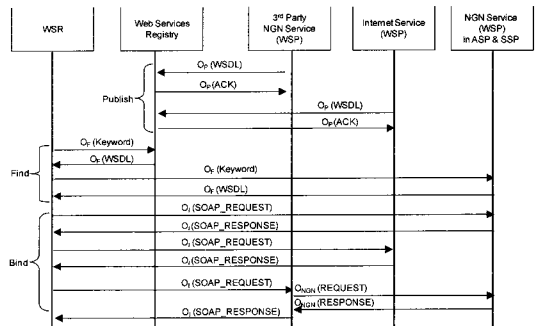 WSR
Web Services
Registry
3rd Party
NGN Service
(WSP)
Internet Service
(WSP)
NGN Service
(WSP)
in ASP & SSP
OP (WSDL)
OP (ACK)
Publish
OP (WSDL)
OP (ACK)
OF (Keyword)
OF (WSDL)
OF (Keyword)
Find
OF (WSDL)
OI (SOAP_REQUEST)
OI (SOAP_RESPONSE)
OI (SOAP_REQUEST)
Bind
OI (SOAP_RESPONSE)
OI (SOAP_REQUEST)
ONGN (REQUEST)
ONGN (RESPONSE)
OI (SOAP_RESPONSE)